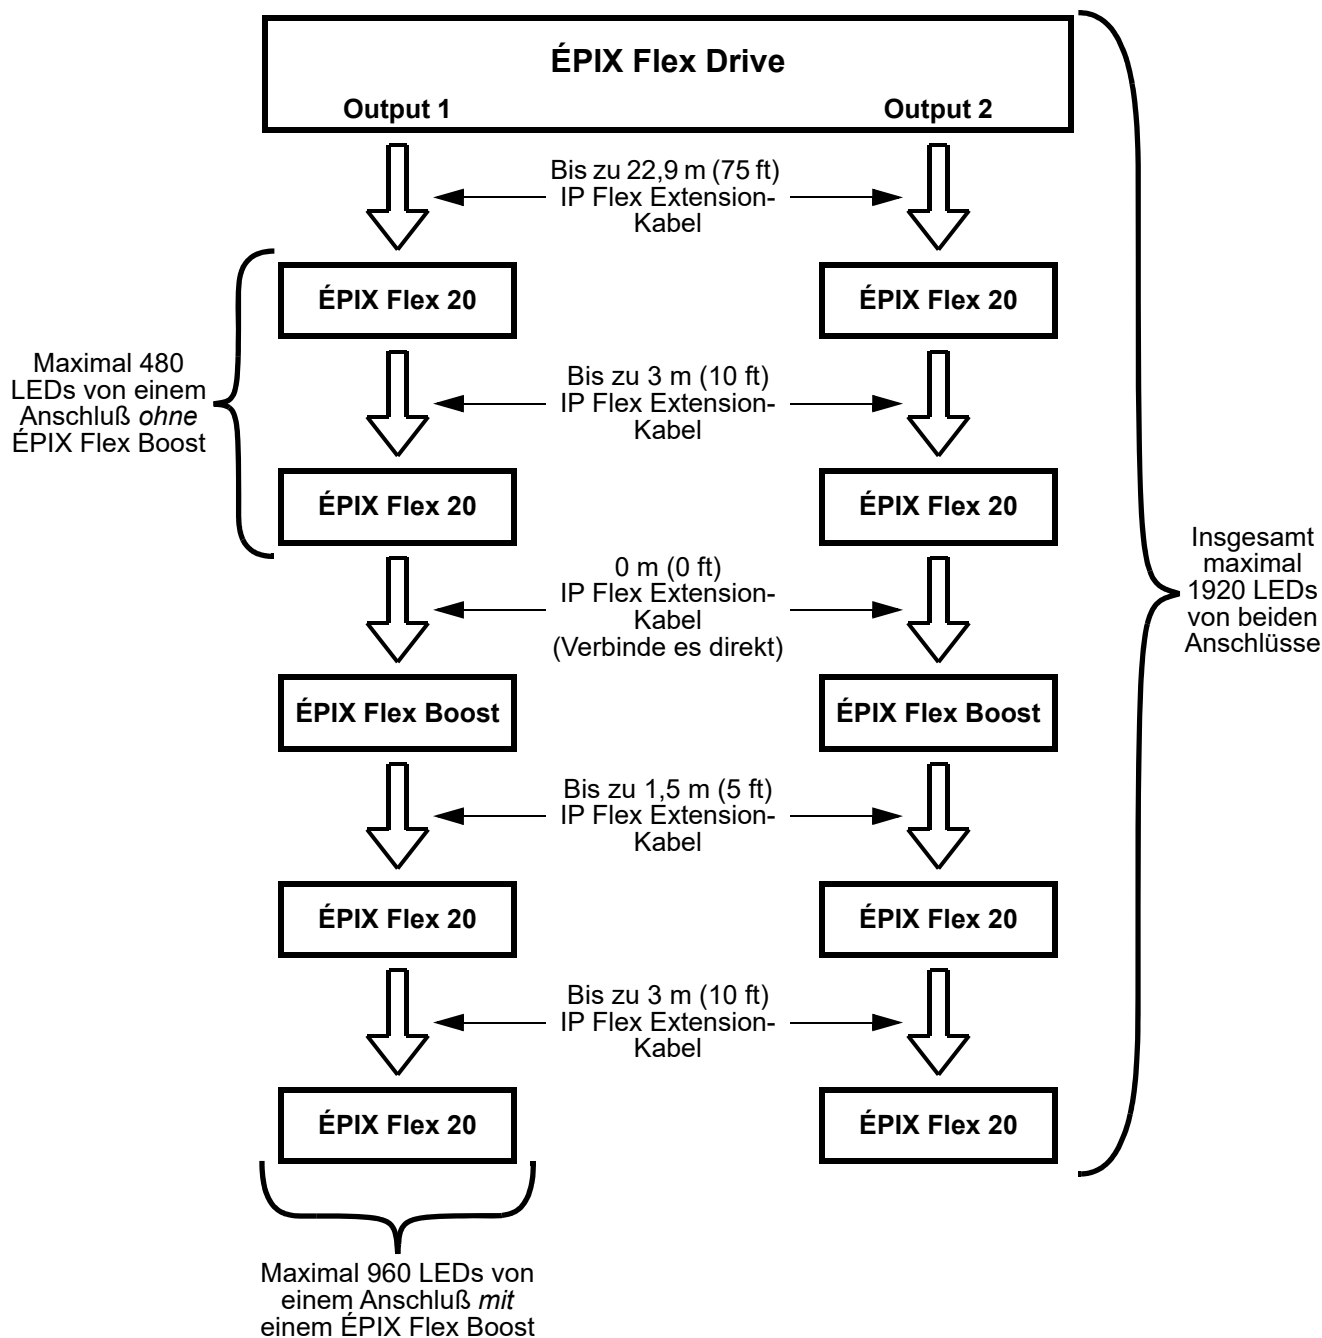 ÉPIX Flex Drive
Output 1
Output 2
Bis zu 22,9 m (75 ft)
IP Flex Extension-
Kabel
ÉPIX Flex 20
ÉPIX Flex 20
Maximal 480
LEDs von einem
Anschluß ohne
ÉPIX Flex Boost
Bis zu 3 m (10 ft)
IP Flex Extension-
Kabel
ÉPIX Flex 20
ÉPIX Flex 20
Insgesamt
maximal
1920 LEDs
von beiden
Anschlüsse
0 m (0 ft)
IP Flex Extension-
Kabel
(Verbinde es direkt)
ÉPIX Flex Boost
ÉPIX Flex Boost
Bis zu 1,5 m (5 ft)
IP Flex Extension-
Kabel
ÉPIX Flex 20
ÉPIX Flex 20
Bis zu 3 m (10 ft)
IP Flex Extension-
Kabel
ÉPIX Flex 20
ÉPIX Flex 20
Maximal 960 LEDs von
einem Anschluß mit
einem ÉPIX Flex Boost